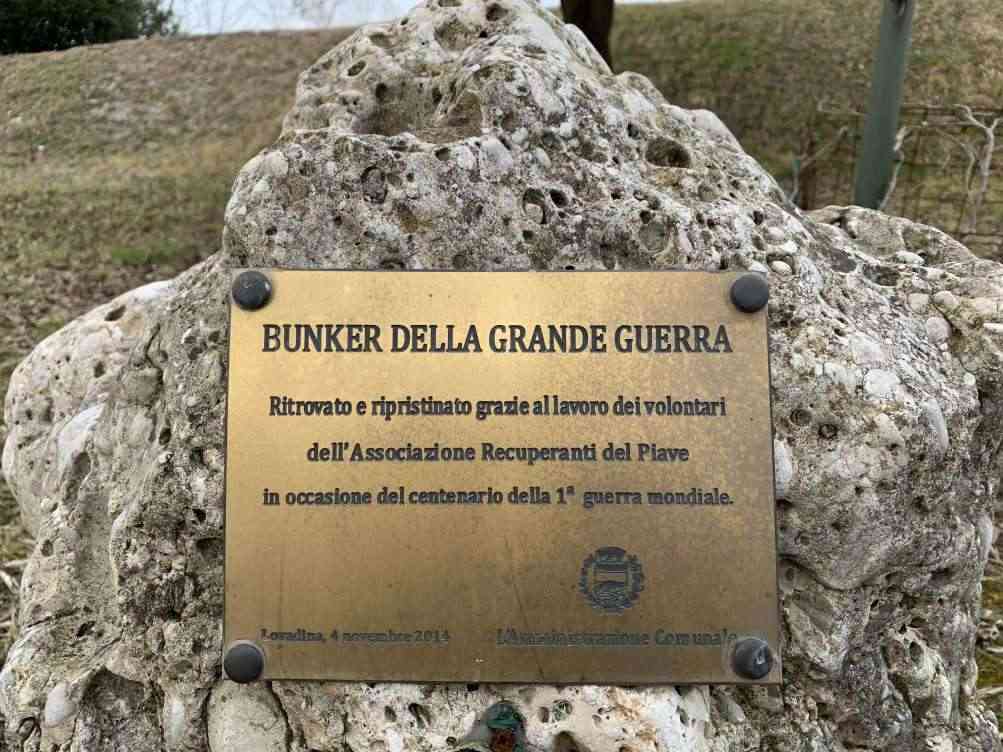 BUNKER DELLA GRANDE GUERRA
Ritrovato e ripristinato grazie al lavoro dei volontari
dell'Associazione Recuperanti del Piave
in occasione del centenario della 1ª guerra mondiale.
Lovadina, 4 novembre 2014 L'Amministrazione Comunale